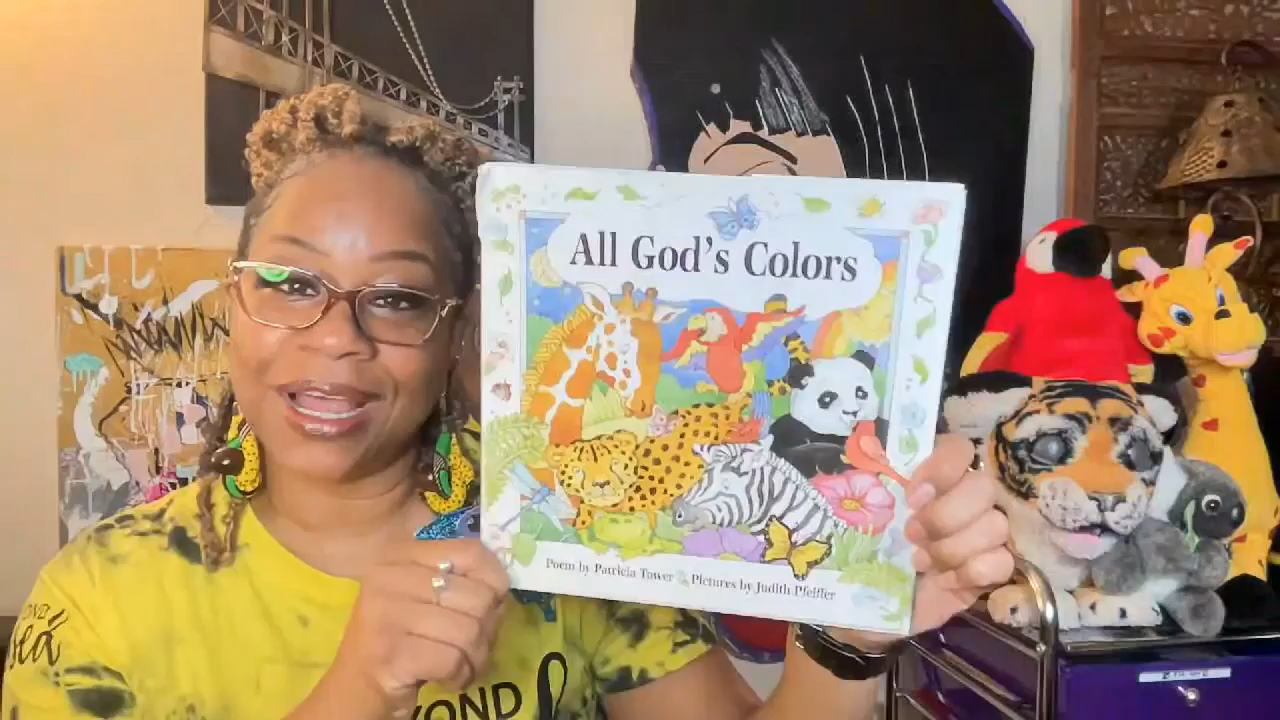 All God's Colors
Poem by Patricia Tower Pictures by Judith Pfeiffer